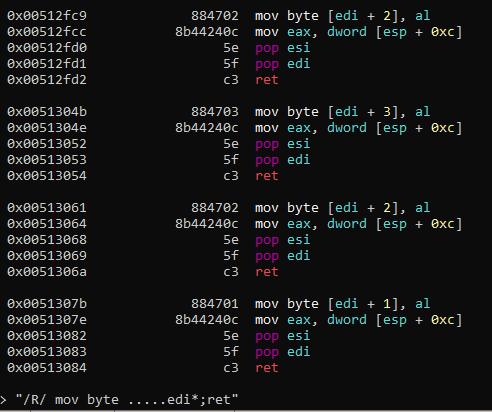 0x00512fc9 884702 mov byte [edi + 2], al
0x00512fcc 8b44240c mov eax, dword [esp + 0xc]
0x00512fd0 5e pop esi
0x00512fd1 5f pop edi
0x00512fd2 c3 ret
0x0051304b 884703 mov byte [edi + 3], al
0x0051304e 8b44240c mov eax, dword [esp + 0xc]
0x00513052 5e pop esi
0x00513053 5f pop edi
0x00513054 c3 ret
0x00513061 884702 mov byte [edi + 2], al
0x00513064 8b44240c mov eax, dword [esp + 0xc]
0x00513068 5e pop esi
0x00513069 5f pop edi
0x0051306a c3 ret
0x0051307b 884701 mov byte [edi + 1], al
0x0051307e 8b44240c mov eax, dword [esp + 0xc]
0x00513082 5e pop esi
0x00513083 5f pop edi
0x00513084 c3 ret
> "/R/ mov byte .....edi*;ret"